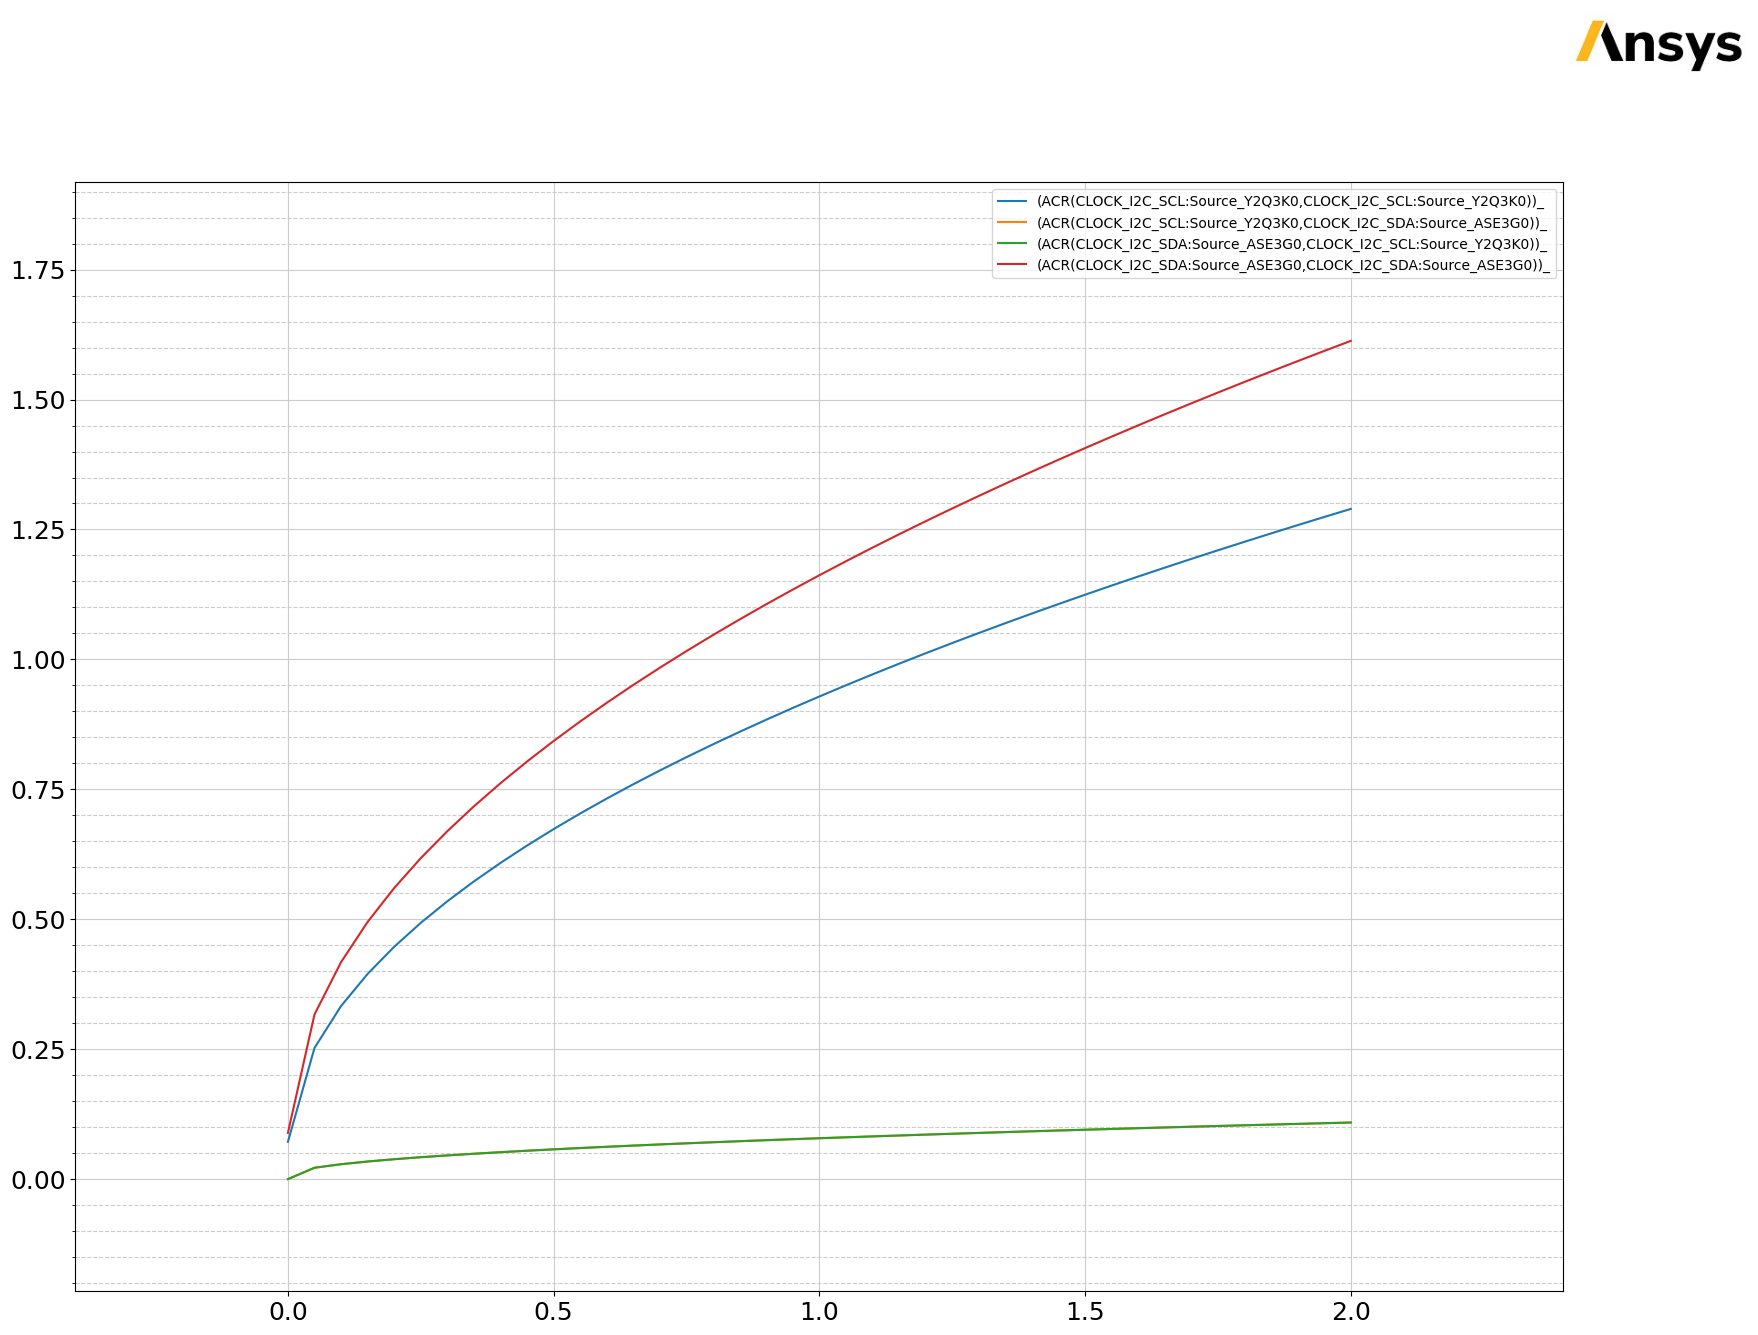 Ansys
(ACR(CLOCK_I2C_SCL:Source_Y2Q3K0,CLOCK_I2C_SCL:Source_Y2Q3K0))_
(ACR(CLOCK_I2C_SCL:Source_Y2Q3K0,CLOCK_I2C_SDA:Source_ASE3G0))_
(ACR(CLOCK_I2C_SDA:Source_ASE3G0,CLOCK_I2C_SCL:Source_Y2Q3K0))_
(ACR(CLOCK_I2C_SDA:Source_ASE3G0,CLOCK_I2C_SDA:Source_ASE3G0))_
1.75
1.50
1.25
1.00
0.75
0.50
0.25
0.00
0.0 0.5 1.0 1.5 2.0